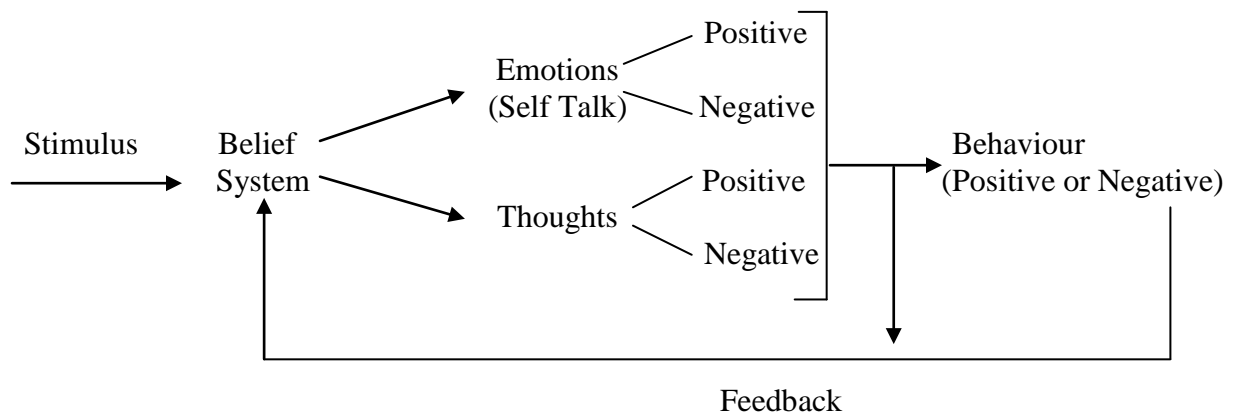 Stimulus
Belief
System
Emotions
(Self Talk)
Positive
Negative
Thoughts
Positive
Negative
Behaviour
(Positive or Negative)
Feedback